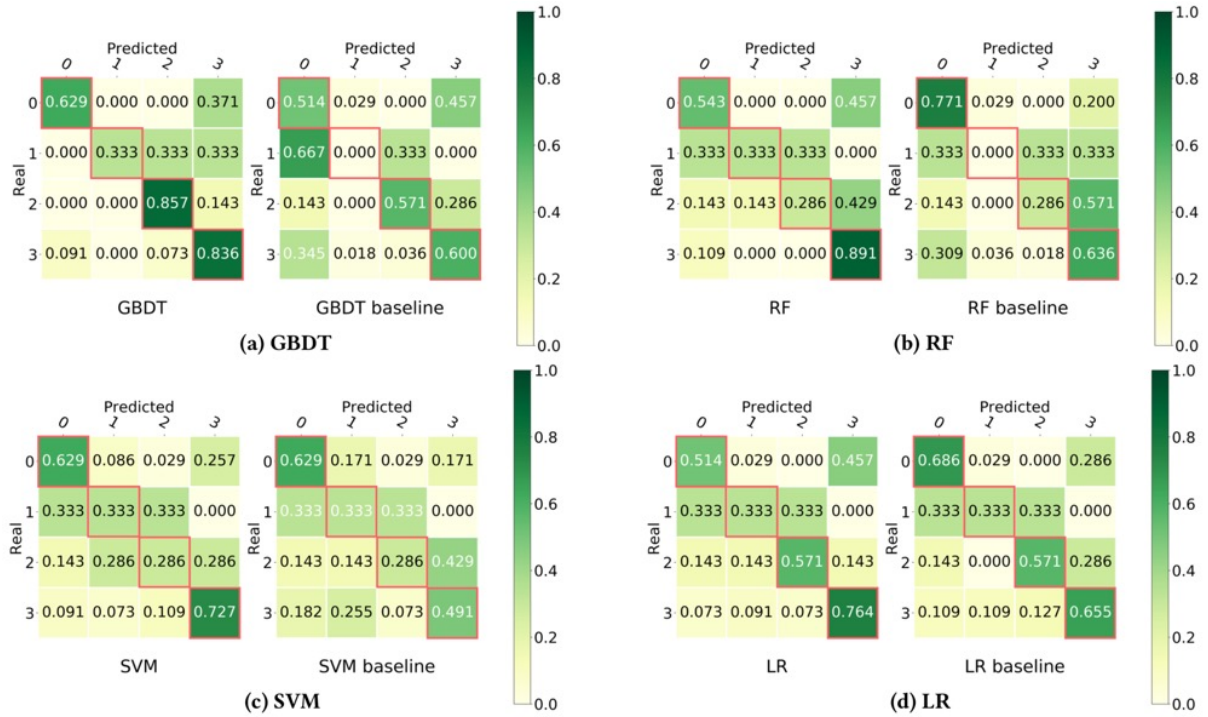 Predicted
0 1 2 3
0 0.629 0.000 0.000 0.371
1 0.000 0.333 0.333 0.333
2 0.000 0.000 0.857 0.143
3 0.091 0.000 0.073 0.836
Real
GBDT
Predicted
0 1 2 3
0 0.514 0.029 0.000 0.457
1 0.667 0.000 0.333 0.000
2 0.143 0.000 0.571 0.286
3 0.345 0.018 0.036 0.600
Real
GBDT baseline
1.0
0.8
0.6
0.4
0.2
0.0
(a) GBDT
Predicted
0 1 2 3
0 0.543 0.000 0.000 0.457
1 0.333 0.333 0.333 0.000
2 0.143 0.143 0.286 0.429
3 0.109 0.000 0.000 0.891
Real
RF
Predicted
0 1 2 3
0 0.771 0.029 0.000 0.200
1 0.333 0.000 0.333 0.333
2 0.143 0.000 0.286 0.571
3 0.309 0.036 0.018 0.636
Real
RF baseline
1.0
0.8
0.6
0.4
0.2
0.0
(b) RF
Predicted
0 1 2 3
0 0.629 0.086 0.029 0.257
1 0.333 0.333 0.333 0.000
2 0.143 0.286 0.286 0.286
3 0.091 0.073 0.109 0.727
Real
SVM
Predicted
0 1 2 3
0 0.629 0.171 0.029 0.171
1 0.333 0.333 0.333 0.000
2 0.143 0.143 0.286 0.429
3 0.182 0.255 0.073 0.491
Real
SVM baseline
1.0
0.8
0.6
0.4
0.2
0.0
(c) SVM
Predicted
0 1 2 3
0 0.514 0.029 0.000 0.457
1 0.333 0.333 0.333 0.000
2 0.143 0.143 0.571 0.143
3 0.073 0.091 0.073 0.764
Real
LR
Predicted
0 1 2 3
0 0.686 0.029 0.000 0.286
1 0.333 0.333 0.333 0.000
2 0.143 0.000 0.571 0.286
3 0.109 0.109 0.127 0.655
Real
LR baseline
1.0
0.8
0.6
0.4
0.2
0.0
(d) LR